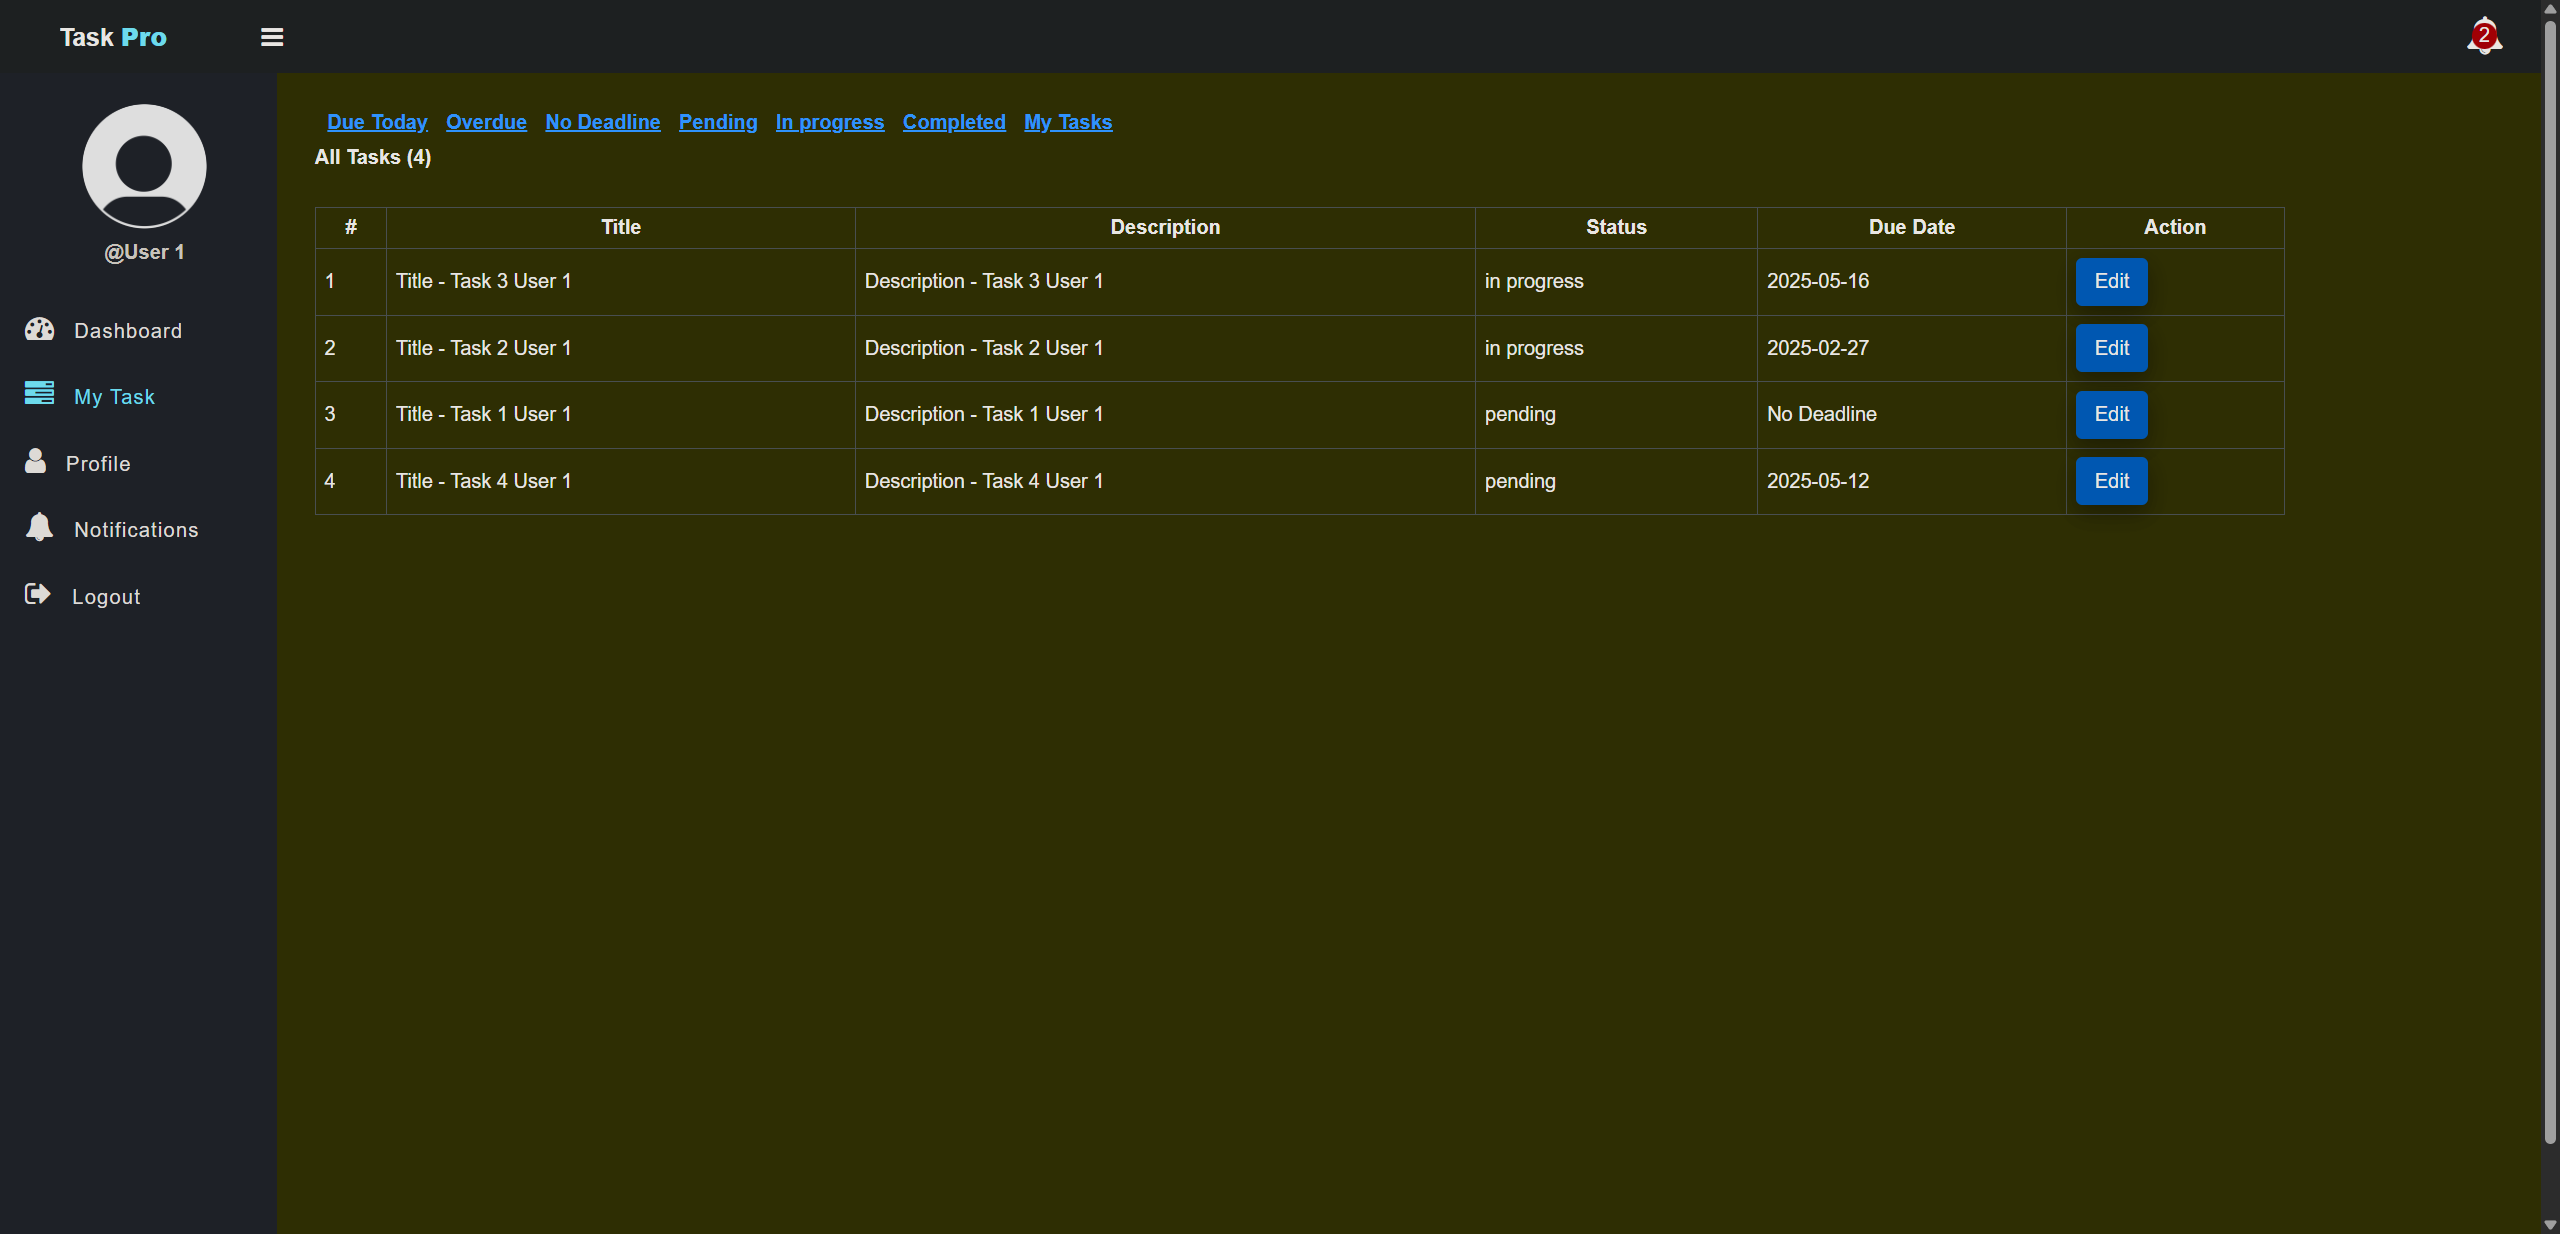 Task Pro
2
@User 1
Dashboard
My Task
Profile
Notifications
Logout
Due Today Overdue No Deadline Pending In progress Completed My Tasks
All Tasks (4)
# Title Description Status Due Date Action
1 Title - Task 3 User 1 Description - Task 3 User 1 in progress 2025-05-16 Edit
2 Title - Task 2 User 1 Description - Task 2 User 1 in progress 2025-02-27 Edit
3 Title - Task 1 User 1 Description - Task 1 User 1 pending No Deadline Edit
4 Title - Task 4 User 1 Description - Task 4 User 1 pending 2025-05-12 Edit